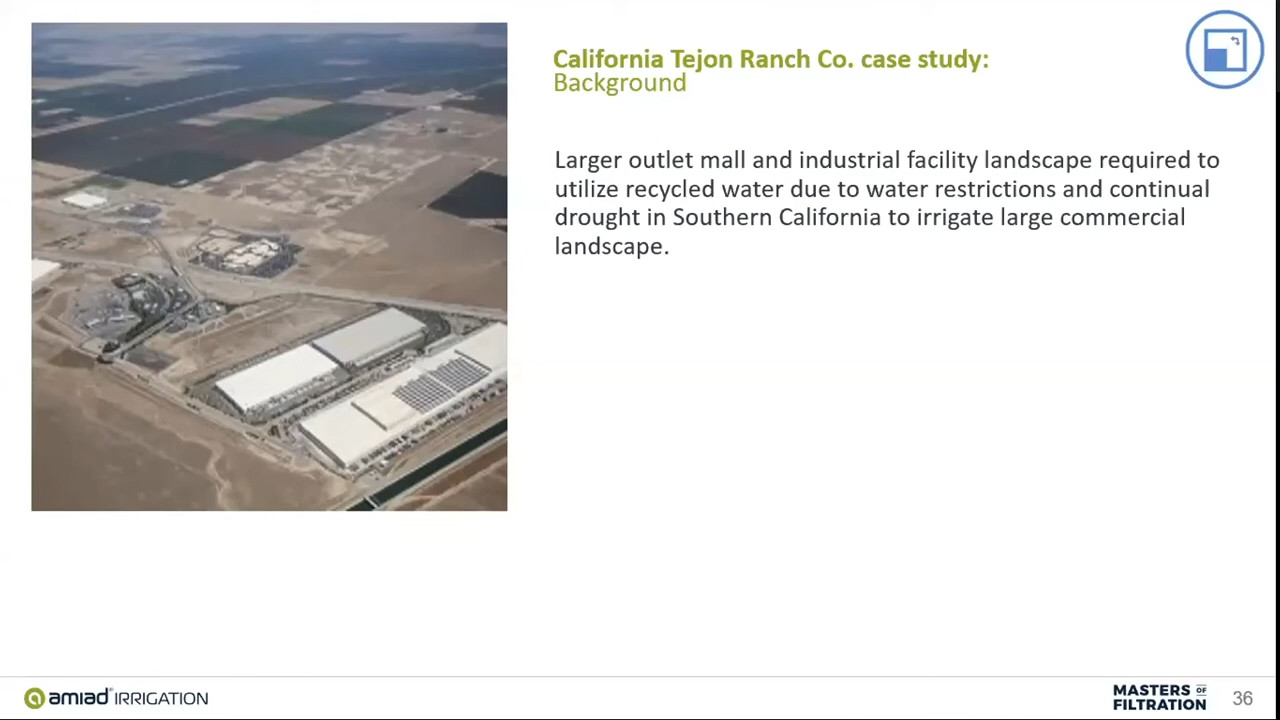 California Tejon Ranch Co. case study:
Background
Larger outlet mall and industrial facility landscape required to
utilize recycled water due to water restrictions and continual
drought in Southern California to irrigate large commercial
landscape.
amiad IRRIGATION
MASTERS OF
FILTRATION
36